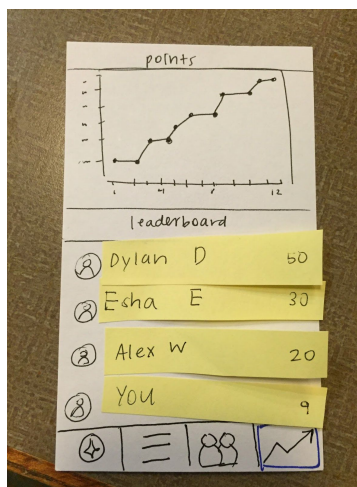 points
1 4 8 12
leaderboard
Dylan D 50
Esha E 30
Alex W 20
You 9